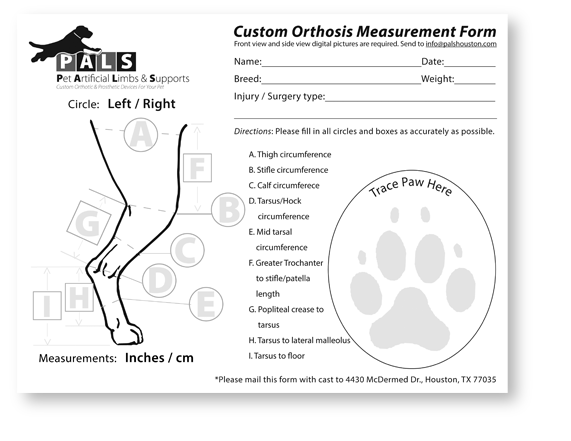 PALS
Pet Artificial Limbs & Supports
Custom Orthotic & Prosthetic Devices For Your Pet
Circle: Left / Right
A
F
G
B
C
D
I
H
E
Measurements: Inches / cm
Custom Orthosis Measurement Form
Front view and side view digital pictures are required. Send to info@palshouston.com
Name: Date:
Breed: Weight:
Injury / Surgery type:
Directions: Please fill in all circles and boxes as accurately as possible.
A. Thigh circumference
B. Stifle circumference
C. Calf circumferece
D. Tarsus/Hock
circumference
E. Mid tarsal
circumference
F. Greater Trochanter
to stifle/patella
length
G. Popliteal crease to
tarsus
H. Tarsus to lateral malleolus
I. Tarsus to floor
Trace Paw Here
*Please mail this form with cast to 4430 McDermed Dr., Houston, TX 77035